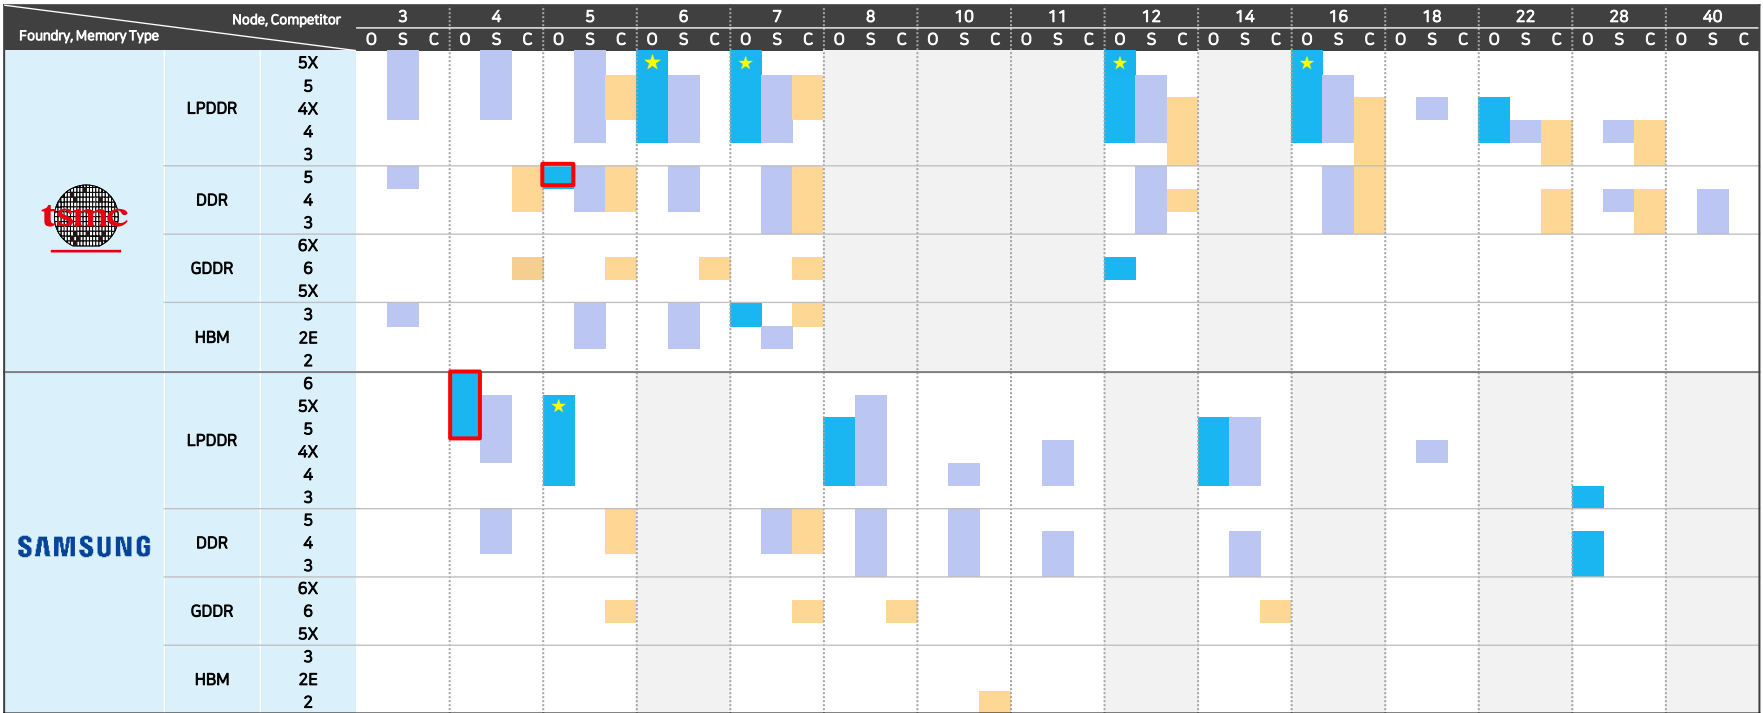 Node, Competitor 3 4 5 6 7 8 10 11 12 14 16 18 22 28 40
Foundry, Memory Type O S C O S C O S C O S C O S C O S C O S C O S C O S C O S C O S C O S C O S C O S C O S C
tsmc
LPDDR
5X
5
4X
4
3
DDR
5
4
3
GDDR
6X
6
5X
HBM
3
2E
2
SAMSUNG
LPDDR
6
5X
5
4X
4
3
DDR
5
4
3
GDDR
6X
6
5X
HBM
3
2E
2